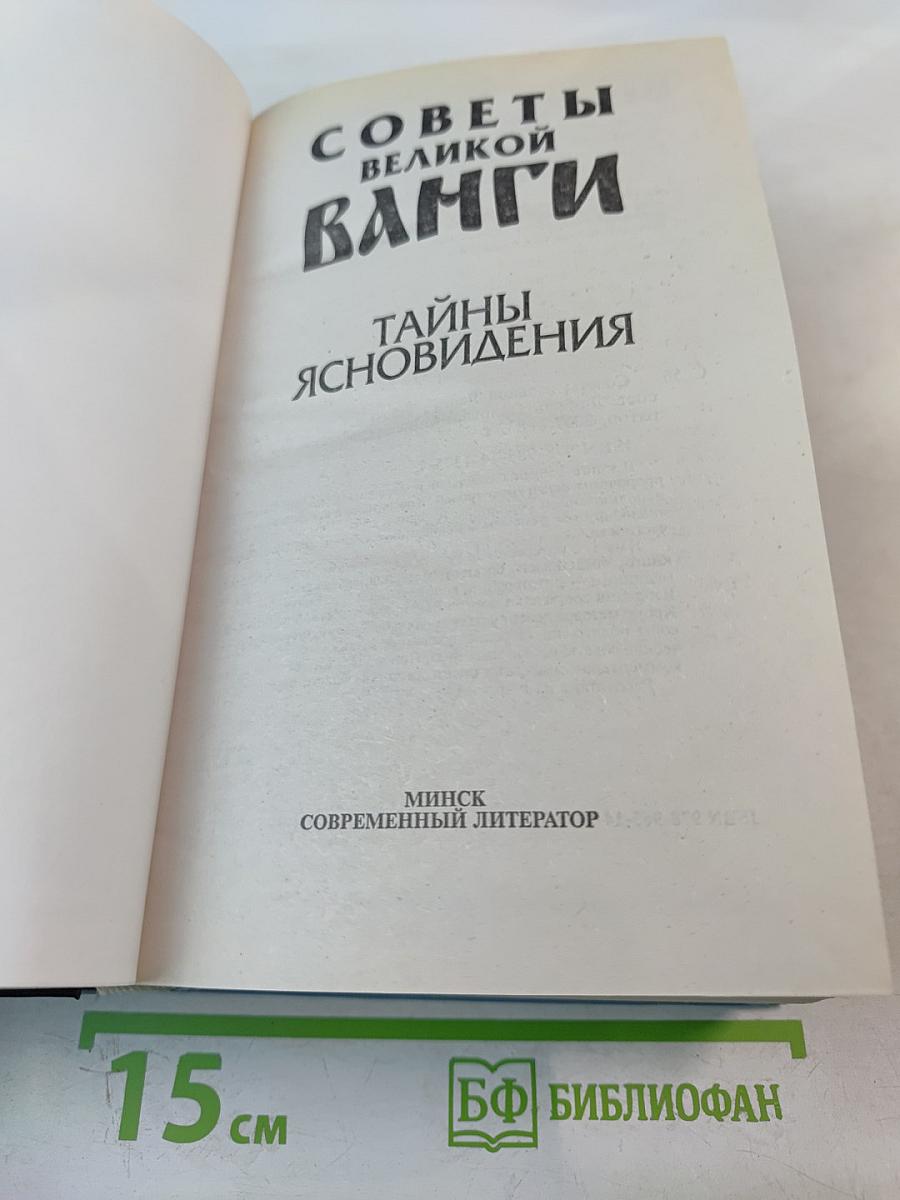 СОВЕТЫ
ВЕЛИКОЙ
ВАНГИ
ТАЙНЫ
ЯСНОВИДЕНИЯ
МИНСК
СОВРЕМЕННЫЙ ЛИТЕРАТОР
15 см
БФ БИБЛИОФАН